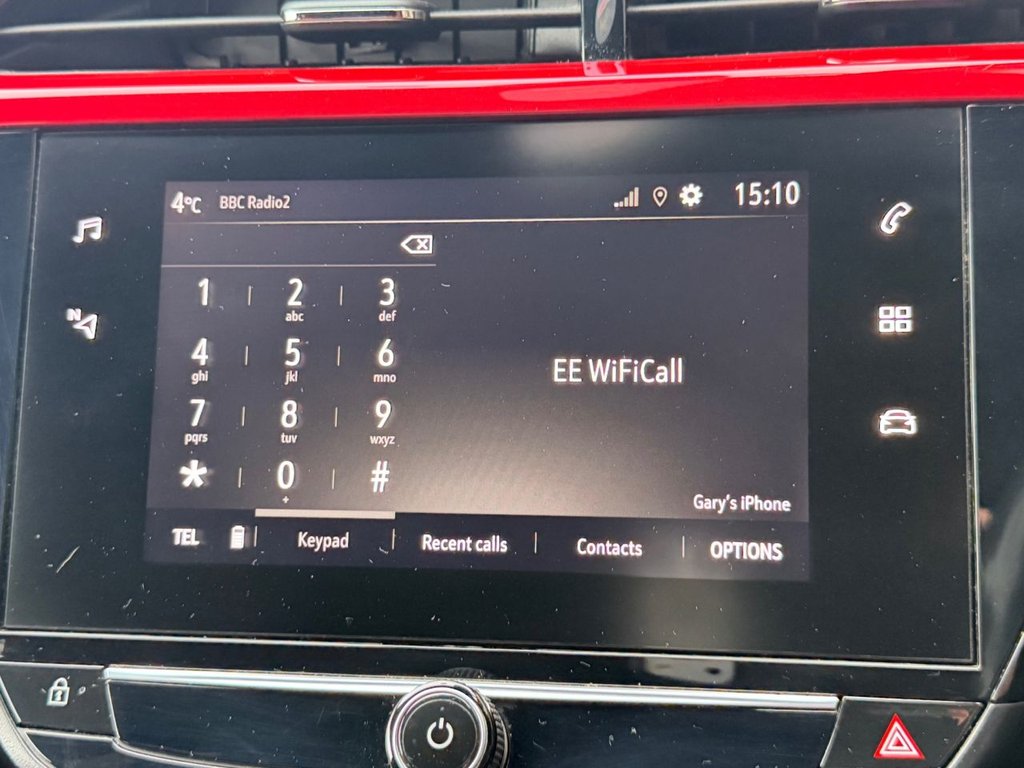 4°C BBC Radio2 15:10
1 2 3
abc def
4 5 6
ghi jkl mno
EE WiFiCall
7 8 9
pqrs tuv wxyz
* 0 #
+
Gary's iPhone
TEL Keypad Recent calls Contacts OPTIONS
N